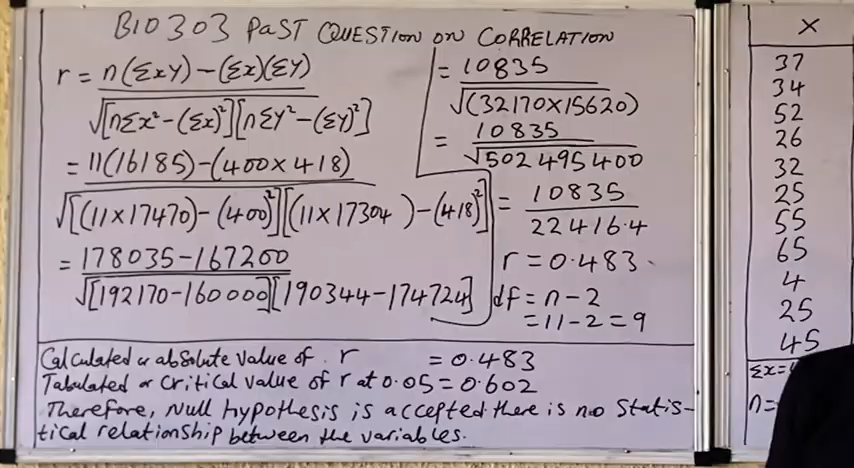 BIO 303 PAST QUESTION ON CORRELATION
r = n(ΣxY) - (Σx)(ΣY)
√[nΣx² - (Σx)²][nΣY² - (ΣY)²]
= 11(16185) - (400 × 418)
√[(11 × 17470) - (400)²][(11 × 17304 ) - (418)²]
= 178035 - 167200
√[192170 - 160000][190344 - 174724]
= 10835
√(32170 × 15620)
= 10835
√502495400
= 10835
22416.4
r = 0.483
df = n - 2
= 11 - 2 = 9
Calculated or absolute value of r = 0.483
Tabulated or critical value of r at 0.05 = 0.602
Therefore, Null hypothesis is accepted there is no statis-
tical relationship between the variables.
X
37
34
52
26
32
25
55
65
4
25
45
Σx =
n =